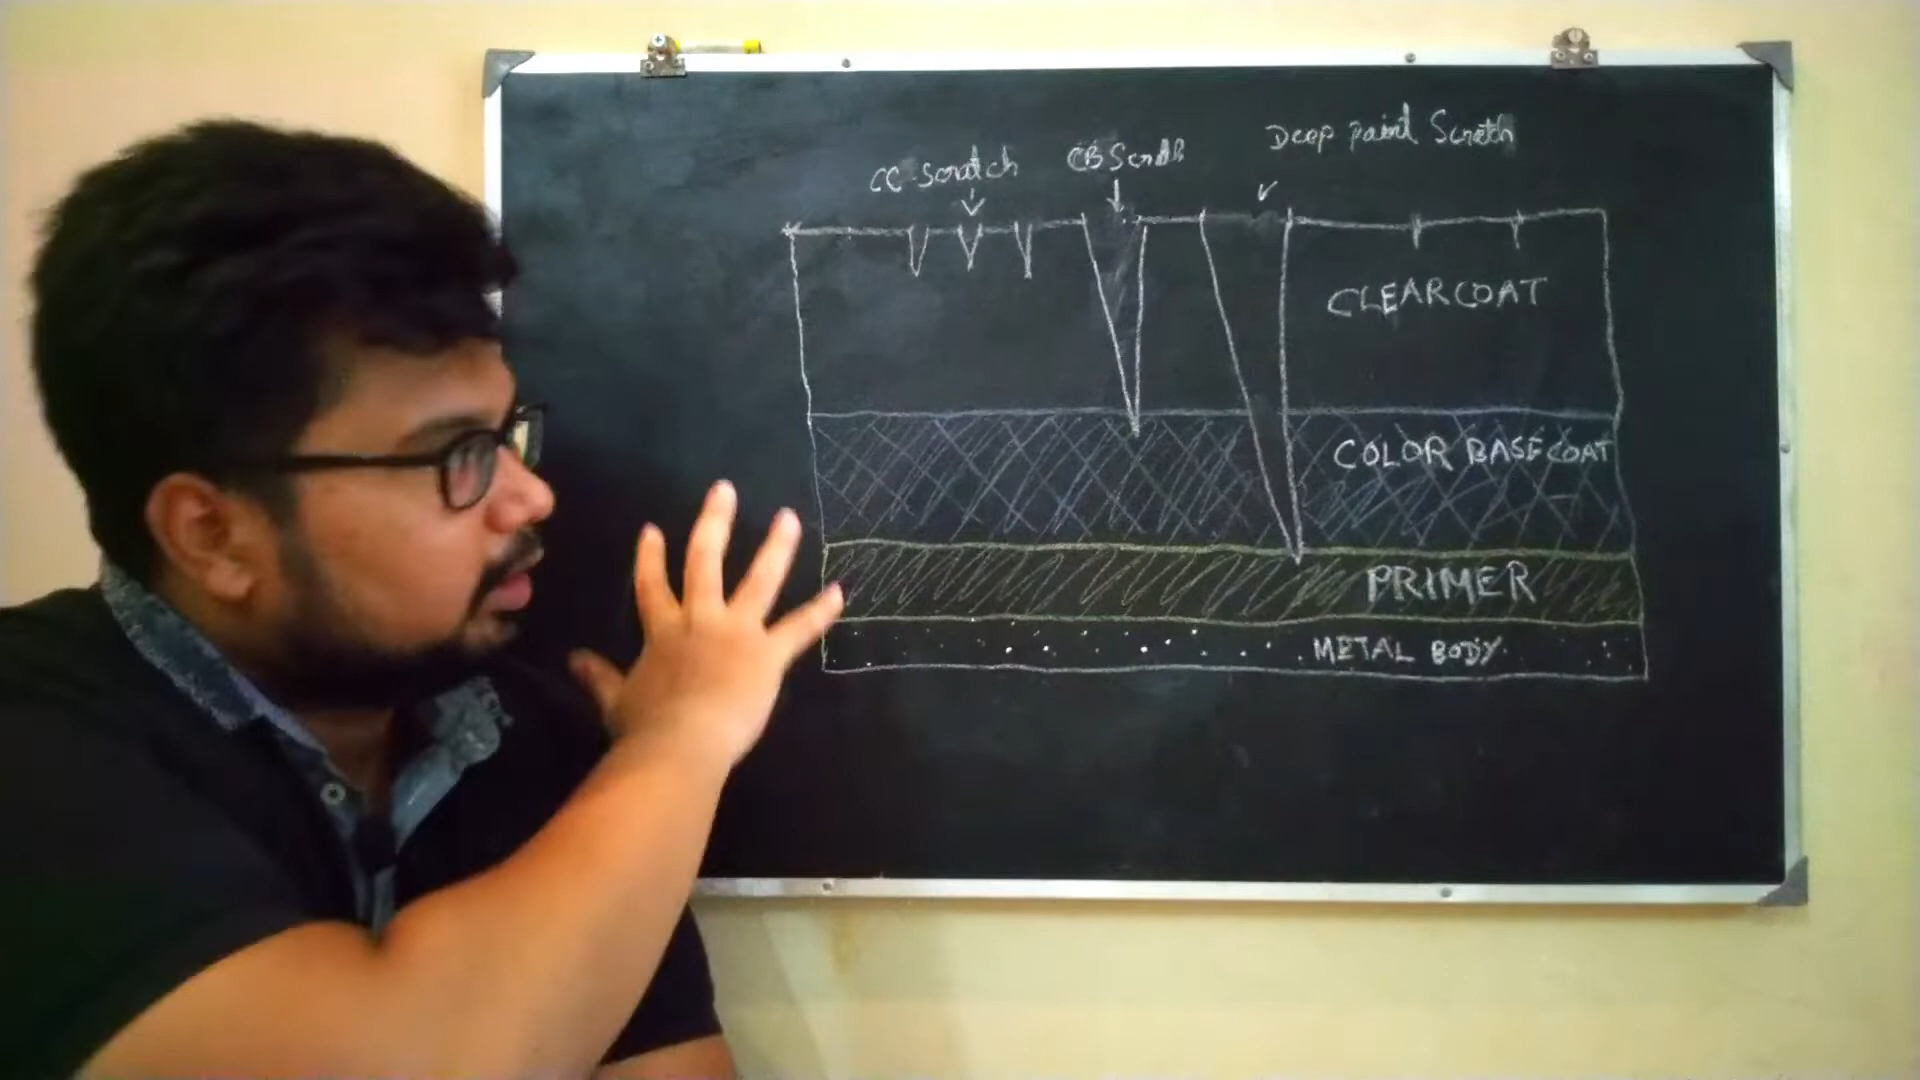 Deep paint Scratch
CC-Scratch
CB Scratch
CLEARCOAT
COLOR BASECOAT
PRIMER
METAL BODY